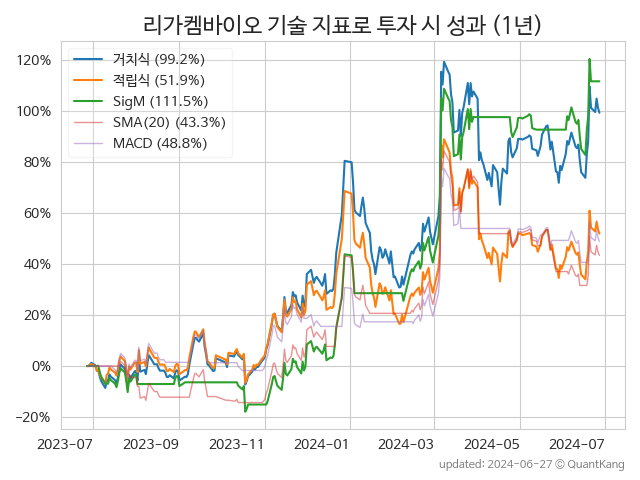 리가켐바이오 기술 지표로 투자 시 성과 (1년)
거치식 (99.2%)
적립식 (51.9%)
SigM (111.5%)
SMA(20) (43.3%)
MACD (48.8%)
120%
100%
80%
60%
40%
20%
0%
−20%
2023-07
2023-09
2023-11
2024-01
2024-03
2024-05
2024-07
updated: 2024-06-27 © QuantKang